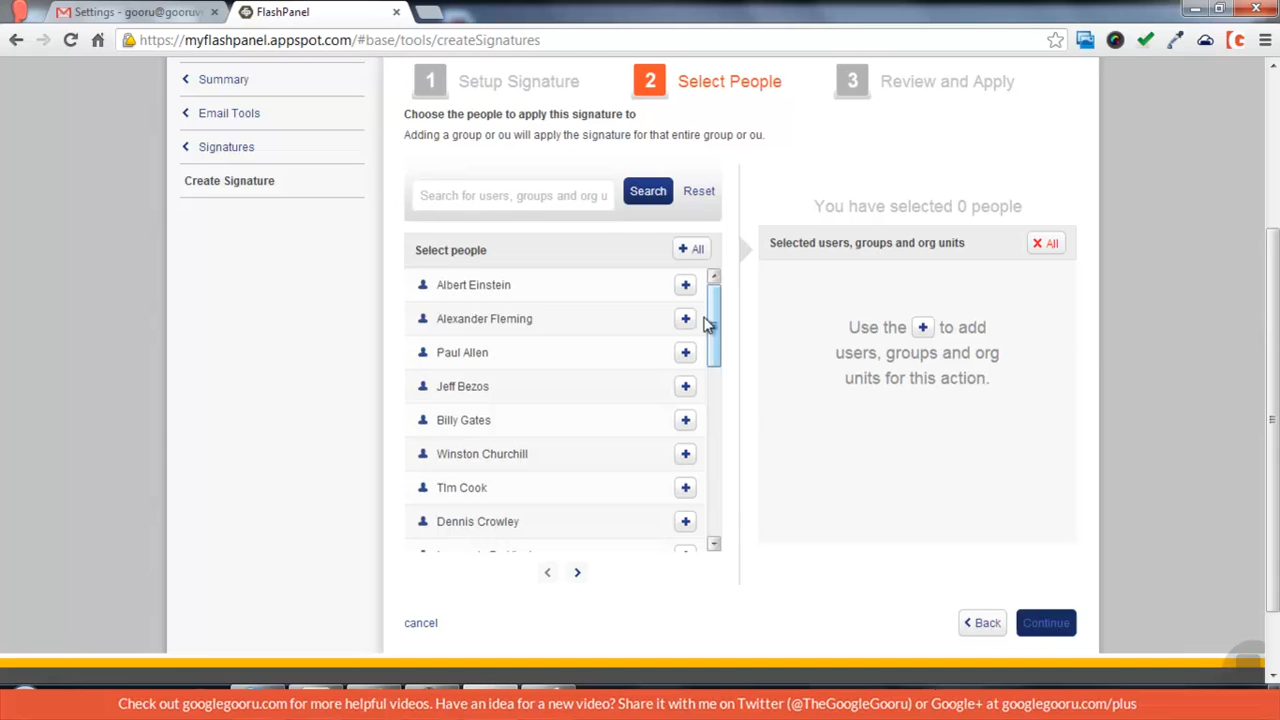 Settings - gooru@gooruv
FlashPanel
https://myflashpanel.appspot.com/#base/tools/createSignatures
Summary
Email Tools
Signatures
Create Signature
1 Setup Signature
2 Select People
3 Review and Apply
Choose the people to apply this signature to
Adding a group or ou will apply the signature for that entire group or ou.
Search for users, groups and org u
Search
Reset
You have selected 0 people
Select people
All
Selected users, groups and org units
All
Albert Einstein
Alexander Fleming
Paul Allen
Jeff Bezos
Billy Gates
Winston Churchill
TIm Cook
Dennis Crowley
Use the + to add
users, groups and org
units for this action.
cancel
Back
Continue
Check out googlegooru.com for more helpful videos. Have an idea for a new video? Share it with me on Twitter (@TheGoogleGooru) or Google+ at googlegooru.com/plus